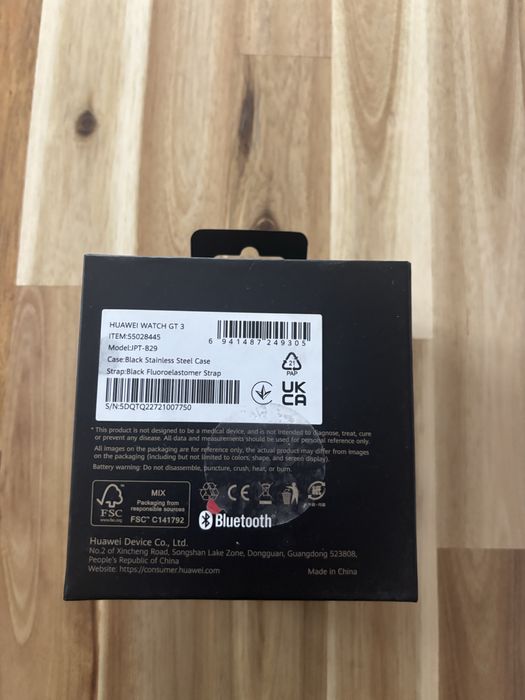 HUAWEI WATCH GT 3
ITEM:55028445
Model:JPT-B29
Case:Black Stainless Steel Case
Strap:Black Fluoroelastomer Strap
S/N:5DQTQ22721007750
6 941487 249305
21
PAP
UK
CA
* This product is not designed to be a medical device, and is not intended to diagnose, treat, cure
or prevent any disease. All data and measurements should be used for personal reference only.
All images on the packaging are for reference only, the actual product may differ from images
on the packaging (including but not limited to colors, shape, and screen display).
Battery warning: Do not disassemble, puncture, crush, heat, or burn.
FSC
www.fsc.org
MIX
Packaging from
responsible sources
FSC™ C141792
CE
Bluetooth®
Huawei Device Co., Ltd.
No.2 of Xincheng Road, Songshan Lake Zone, Dongguan, Guangdong 523808,
People's Republic of China
Website: https://consumer.huawei.com
Made in China